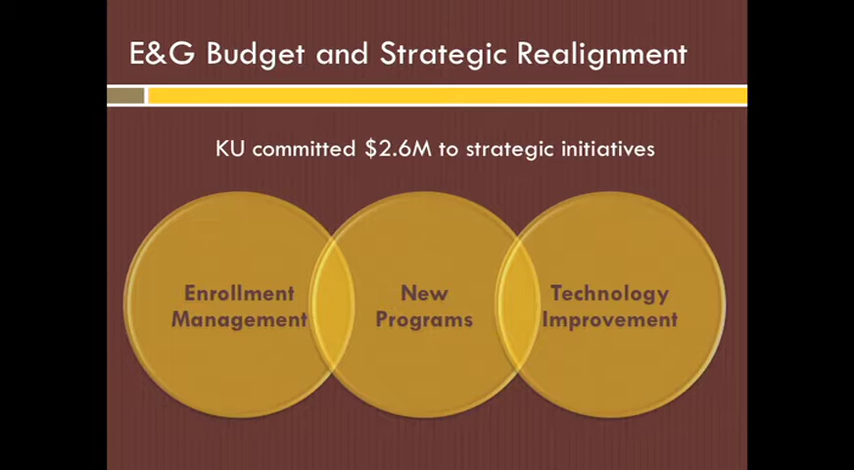 E&G Budget and Strategic Realignment
KU committed $2.6M to strategic initiatives
Enrollment
Management
New
Programs
Technology
Improvement